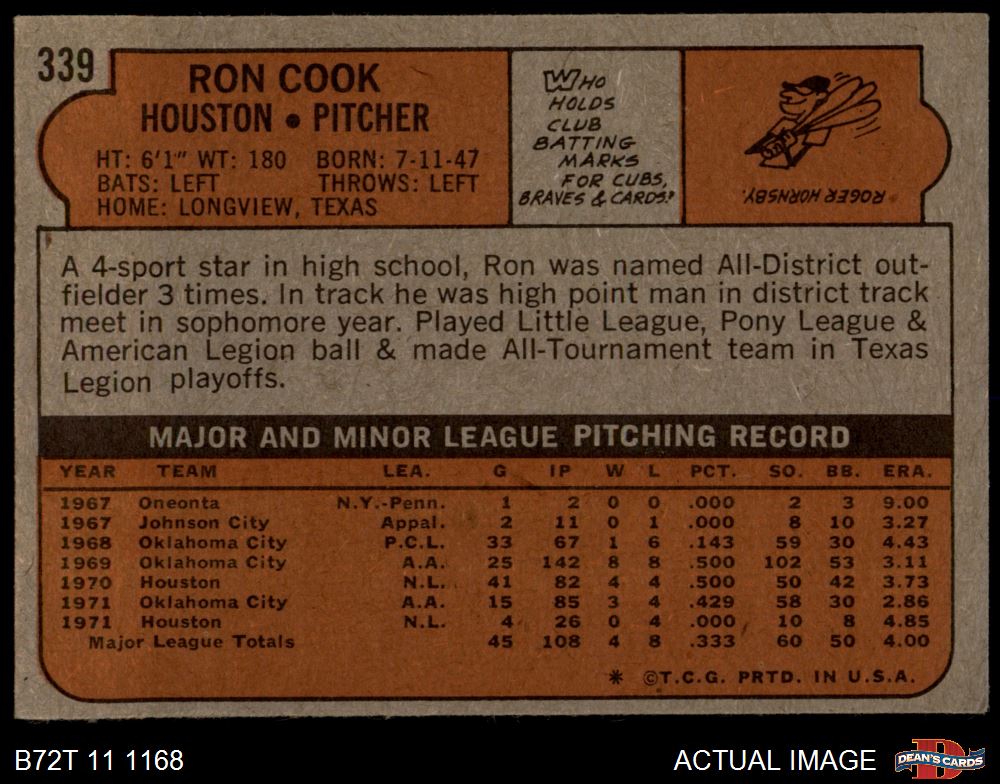 339
RON COOK
HOUSTON • PITCHER
HT: 6'1" WT: 180 BORN: 7-11-47
BATS: LEFT THROWS: LEFT
HOME: LONGVIEW, TEXAS
WHO
HOLDS
CLUB
BATTING
MARKS
FOR CUBS,
BRAVES & CARDS?
ROGER HORNSBY.
A 4-sport star in high school, Ron was named All-District out-
fielder 3 times. In track he was high point man in district track
meet in sophomore year. Played Little League, Pony League &
American Legion ball & made All-Tournament team in Texas
Legion playoffs.
MAJOR AND MINOR LEAGUE PITCHING RECORD
YEAR TEAM LEA. G IP W L PCT. SO. BB. ERA.
1967 Oneonta N.Y.-Penn. 1 2 0 0 .000 2 3 9.00
1967 Johnson City Appal. 2 11 0 1 .000 8 10 3.27
1968 Oklahoma City P.C.L. 33 67 1 6 .143 59 30 4.43
1969 Oklahoma City A.A. 25 142 8 8 .500 102 53 3.11
1970 Houston N.L. 41 82 4 4 .500 50 42 3.73
1971 Oklahoma City A.A. 15 85 3 4 .429 58 30 2.86
1971 Houston N.L. 4 26 0 4 .000 10 8 4.85
Major League Totals 45 108 4 8 .333 60 50 4.00
* ©T.C.G. PRTD. IN U.S.A.
B72T 11 1168
ACTUAL IMAGE
DEAN'S CARDS